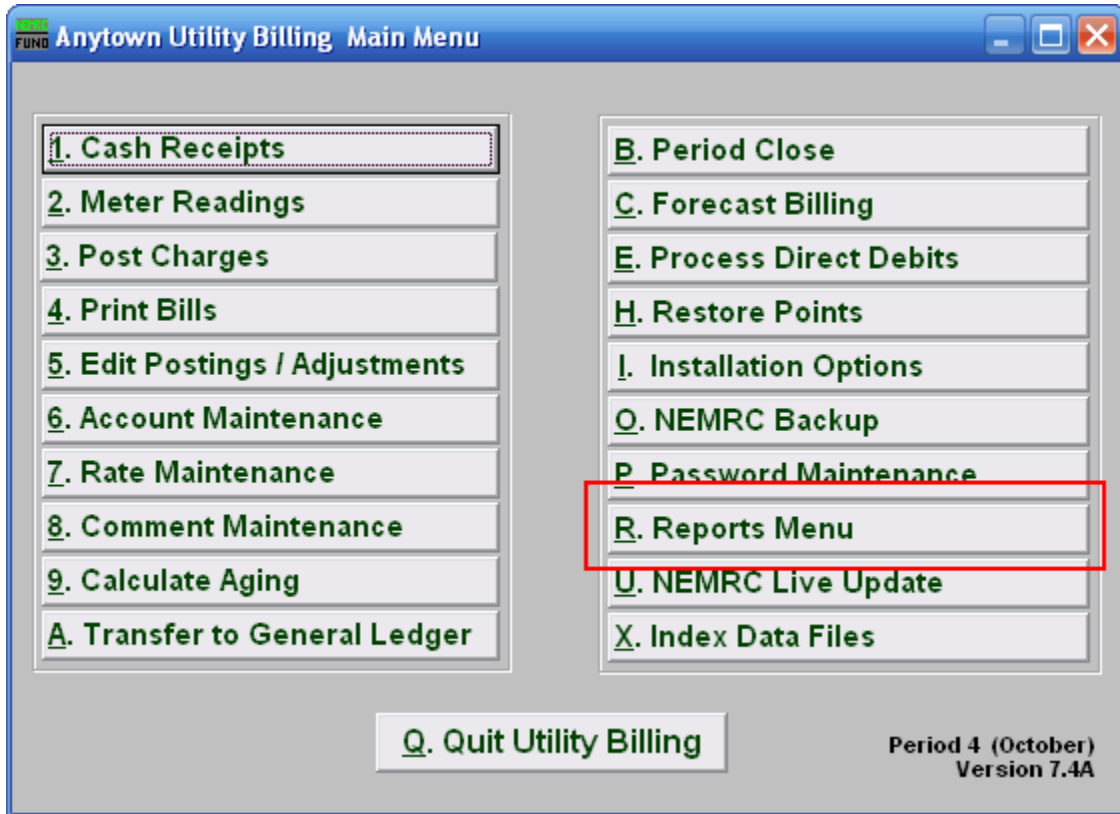 FUND Anytown Utility Billing Main Menu
1. Cash Receipts
2. Meter Readings
3. Post Charges
4. Print Bills
5. Edit Postings / Adjustments
6. Account Maintenance
7. Rate Maintenance
8. Comment Maintenance
9. Calculate Aging
A. Transfer to General Ledger
B. Period Close
C. Forecast Billing
E. Process Direct Debits
H. Restore Points
I. Installation Options
O. NEMRC Backup
P. Password Maintenance
R. Reports Menu
U. NEMRC Live Update
X. Index Data Files
Q. Quit Utility Billing
Period 4 (October)
Version 7.4A